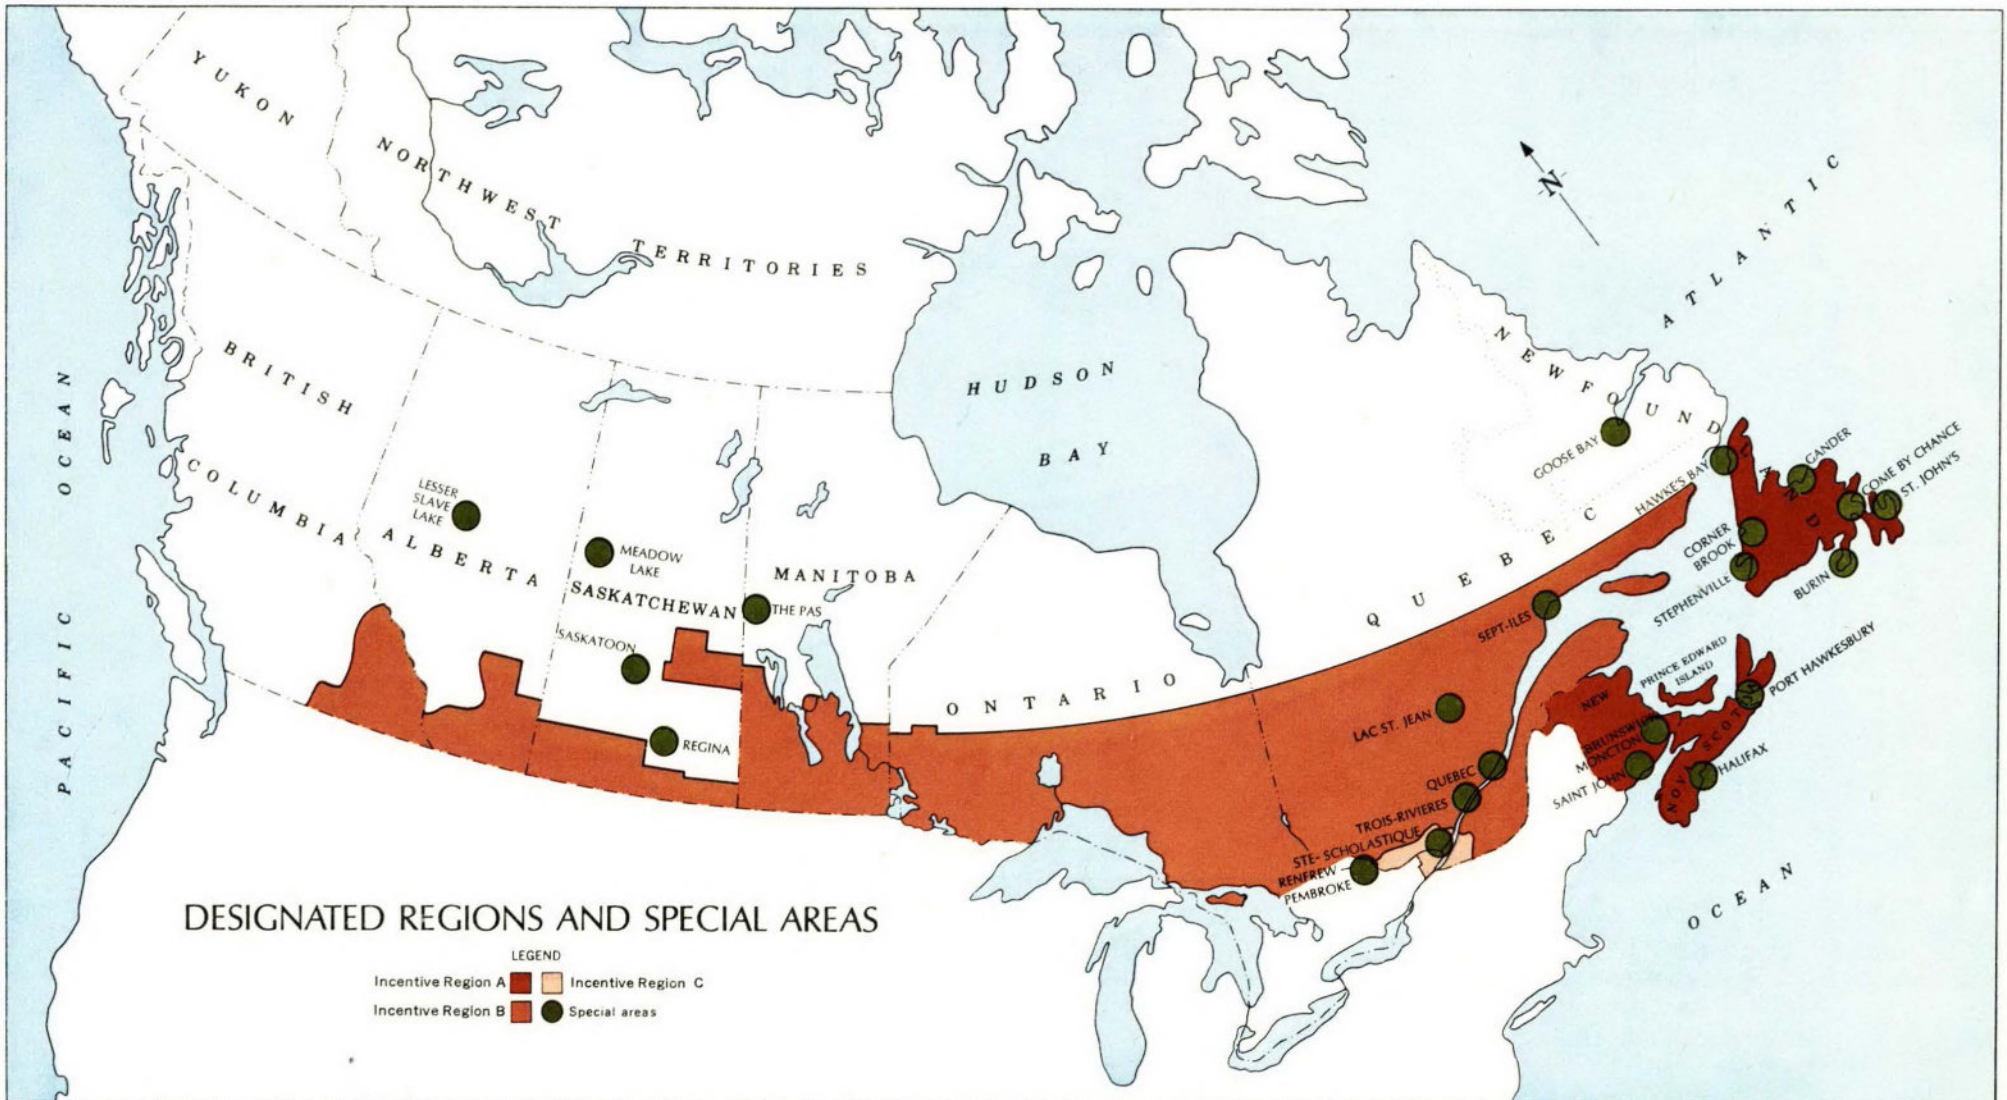 YUKON
NORTHWEST
TERRITORIES
N
ATLANTIC
PACIFIC OCEAN
BRITISH
COLUMBIA
HUDSON
BAY
NEWFOUNDLAND
GOOSE BAY
HAWKE'S BAY
GANDER
COME BY CHANCE
ST. JOHN'S
LESSER
SLAVE
LAKE
ALBERTA
MEADOW
LAKE
SASKATCHEWAN
MANITOBA
THE PAS
SASKATOON
REGINA
ONTARIO
QUEBEC
CORNER
BROOK
STEPHENVILLE
BURIN
SEPT-ILES
PRINCE EDWARD
ISLAND
PORT HAWKESBURY
NEW
BRUNSWICK
MONCTON
SAINT JOHN
NOVA SCOTIA
HALIFAX
LAC ST. JEAN
QUEBEC
TROIS-RIVIERES
STE- SCHOLASTIQUE
RENFREW
PEMBROKE
OCEAN
DESIGNATED REGIONS AND SPECIAL AREAS
LEGEND
Incentive Region A
Incentive Region C
Incentive Region B
Special areas